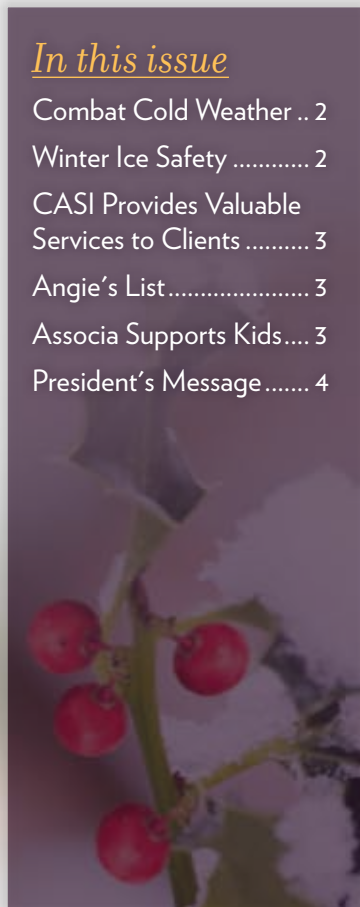 In this issue
Combat Cold Weather .. 2
Winter Ice Safety ............ 2
CASI Provides Valuable
Services to Clients .......... 3
Angie's List...................... 3
Associa Supports Kids.... 3
President's Message....... 4